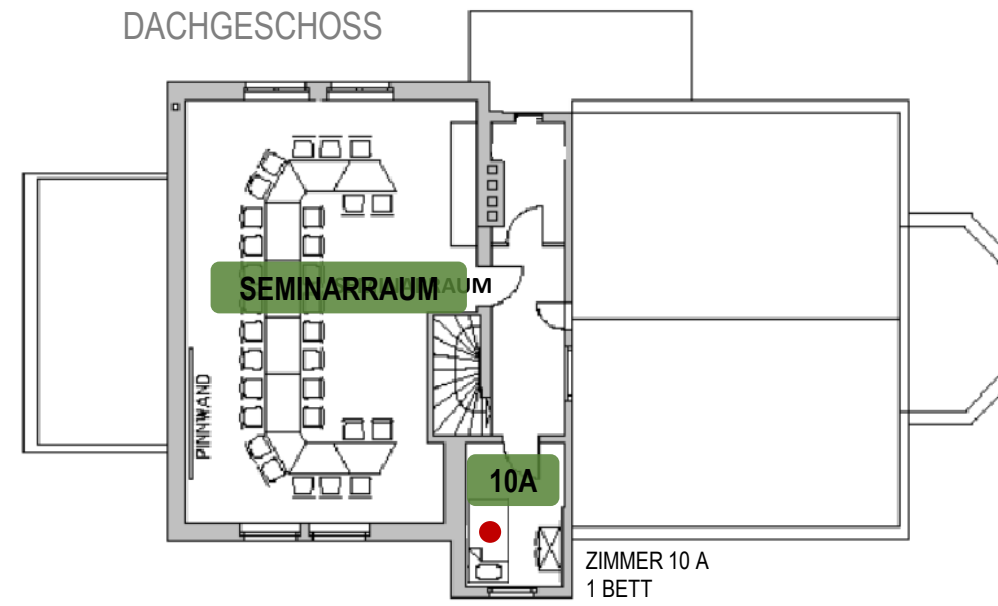 DACHGESCHOSS
SEMINARRAUM
PINNWAND
10A
ZIMMER 10 A
1 BETT